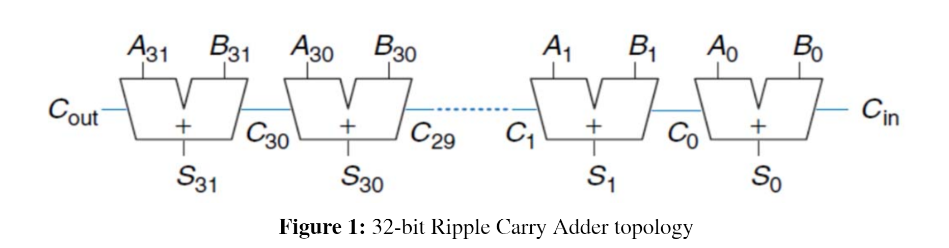 A31 B31 A30 B30 A1 B1 A0 B0
Cout + C30 + C29 C1 + C0 + Cin
S31 S30 S1 S0
Figure 1: 32-bit Ripple Carry Adder topology